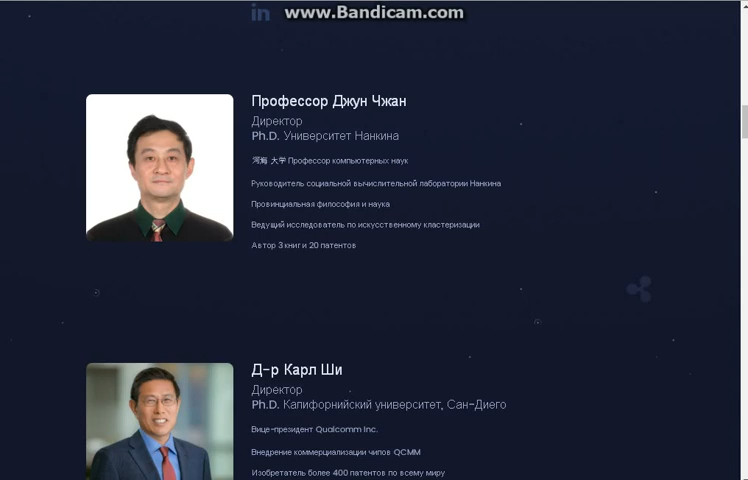 in
www.Bandicam.com
Профессор Джун Чжан
Директор
Ph.D. Университет Нанкина
河海 大学 Профессор компьютерных наук
Руководитель социальной вычислительной лаборатории Нанкина
Провинциальная философия и наука
Ведущий исследователь по искусственному кластеризации
Автор 3 книг и 20 патентов
Д-р Карл Ши
Директор
Ph.D. Калифорнийский университет, Сан-Диего
Вице-президент Qualcomm Inc.
Внедрение коммерциализации чипов QCMM
Изобретатель более 400 патентов по всему миру